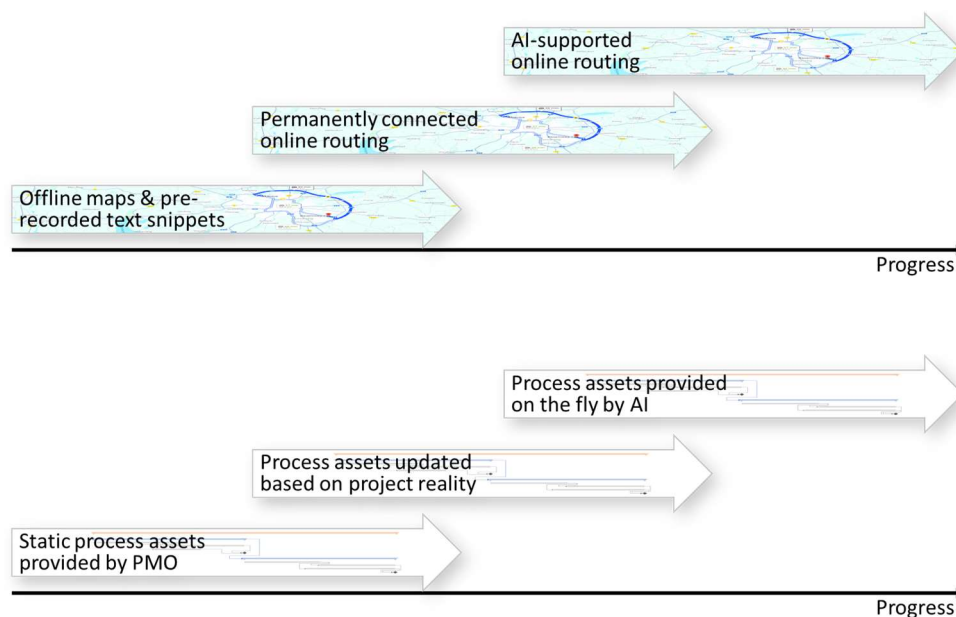 AI-supported
online routing
Permanently connected
online routing
Offline maps & pre-
recorded text snippets
Progress
Process assets provided
on the fly by AI
Process assets updated
based on project reality
Static process assets
provided by PMO
Progress